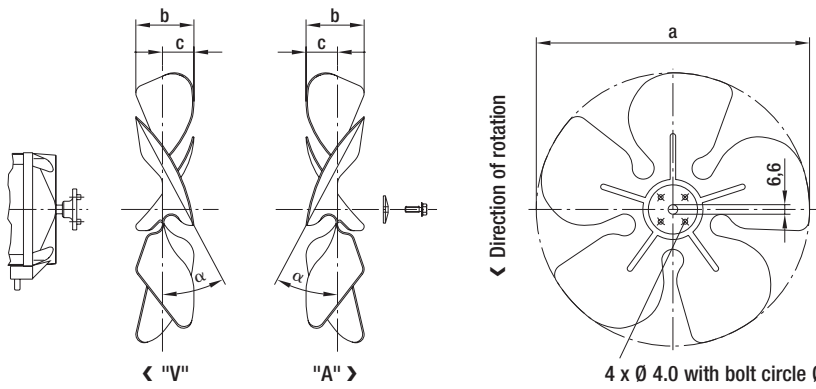 b
c
b
c
a
❮ Direction of rotation
6,6
α
α
❮ "V"
"A" ❯
4 x Ø 4.0 with bolt circle Ø